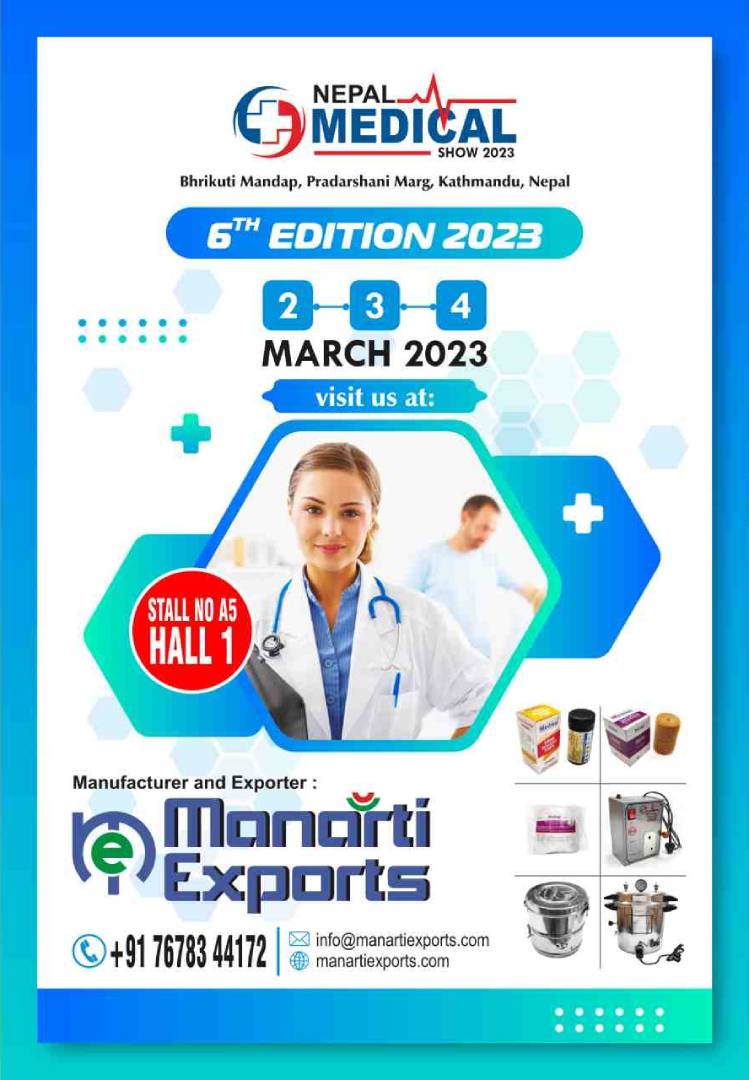 NEPAL
MEDICAL
SHOW 2023
Bhrikuti Mandap, Pradarshani Marg, Kathmandu, Nepal
6TH EDITION 2023
2 3 4
MARCH 2023
visit us at:
STALL NO A5
HALL 1
Manufacturer and Exporter :
me Manarti
Exports
+91 76783 44172
info@manartiexports.com
manartiexports.com